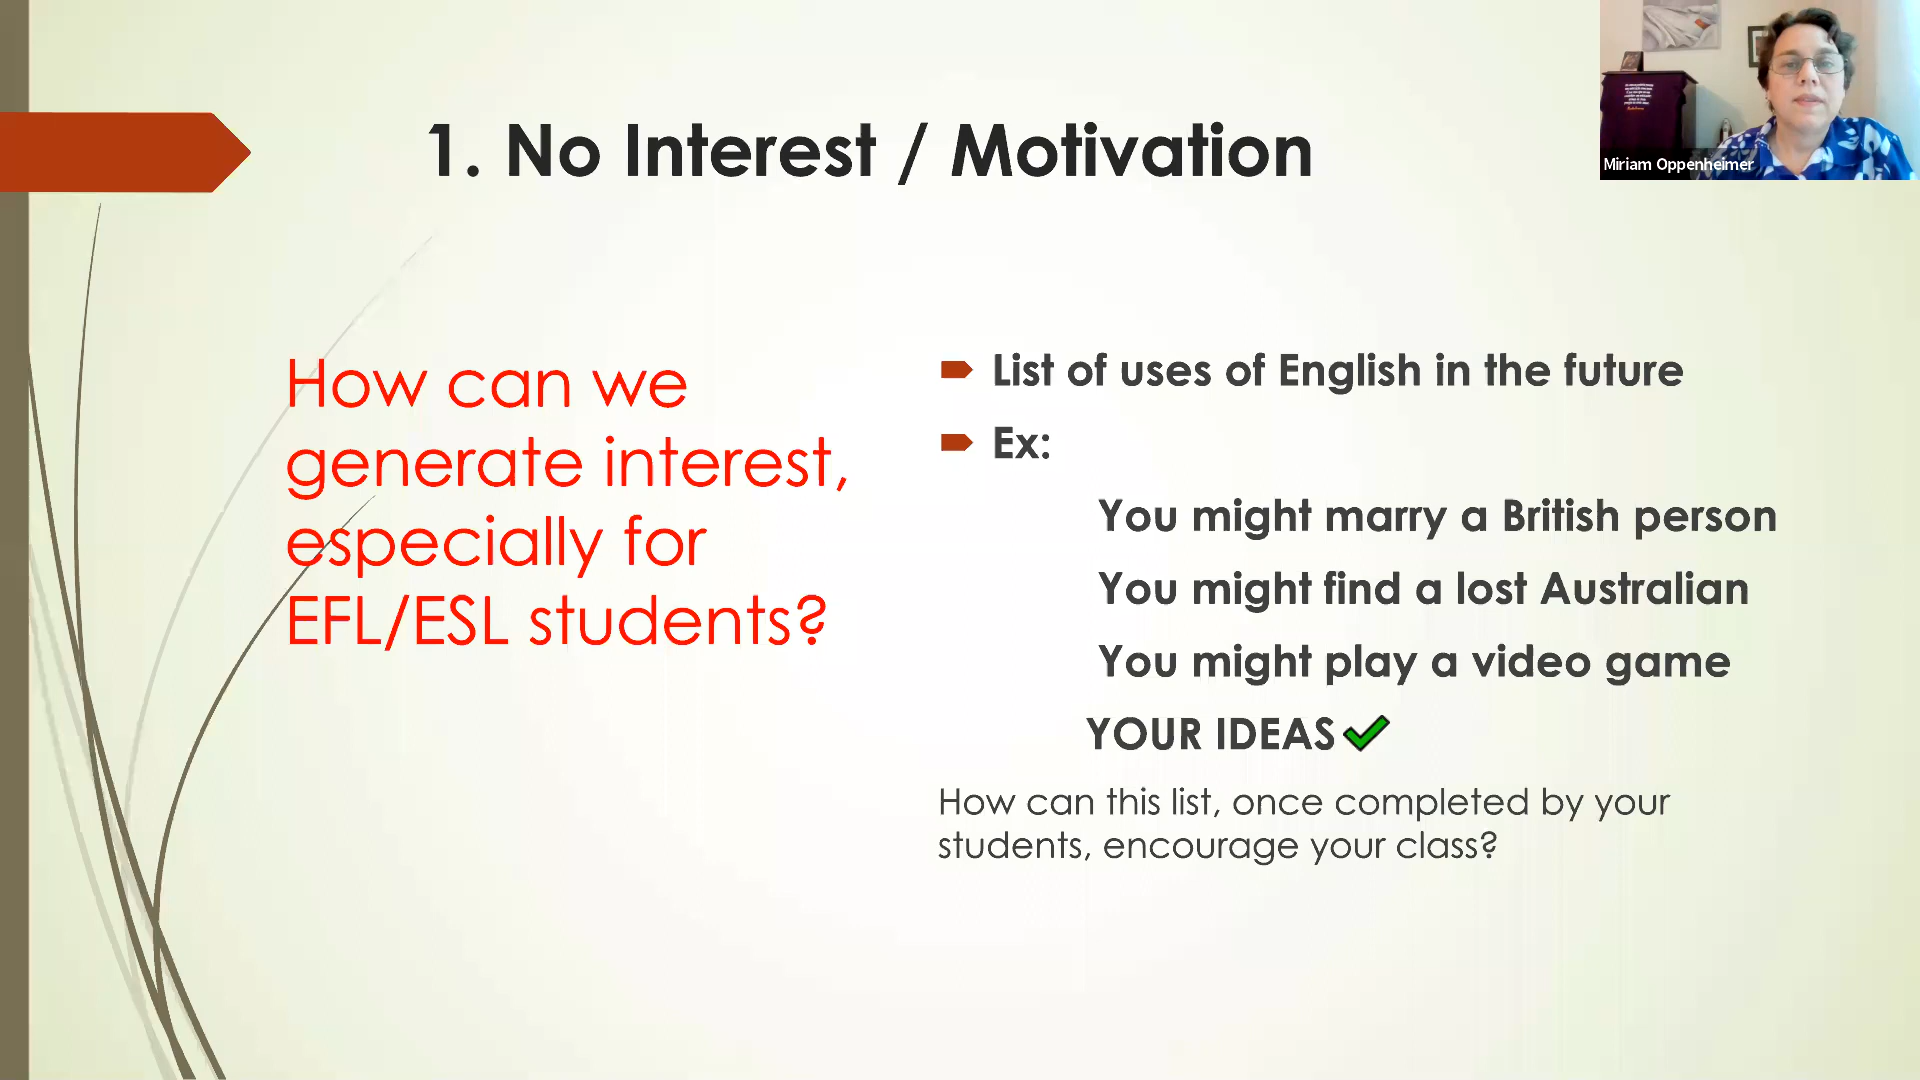 1. No Interest / Motivation
Miriam Oppenheimer
How can we
generate interest,
especially for
EFL/ESL students?
List of uses of English in the future
Ex:
You might marry a British person
You might find a lost Australian
You might play a video game
YOUR IDEAS
How can this list, once completed by your
students, encourage your class?